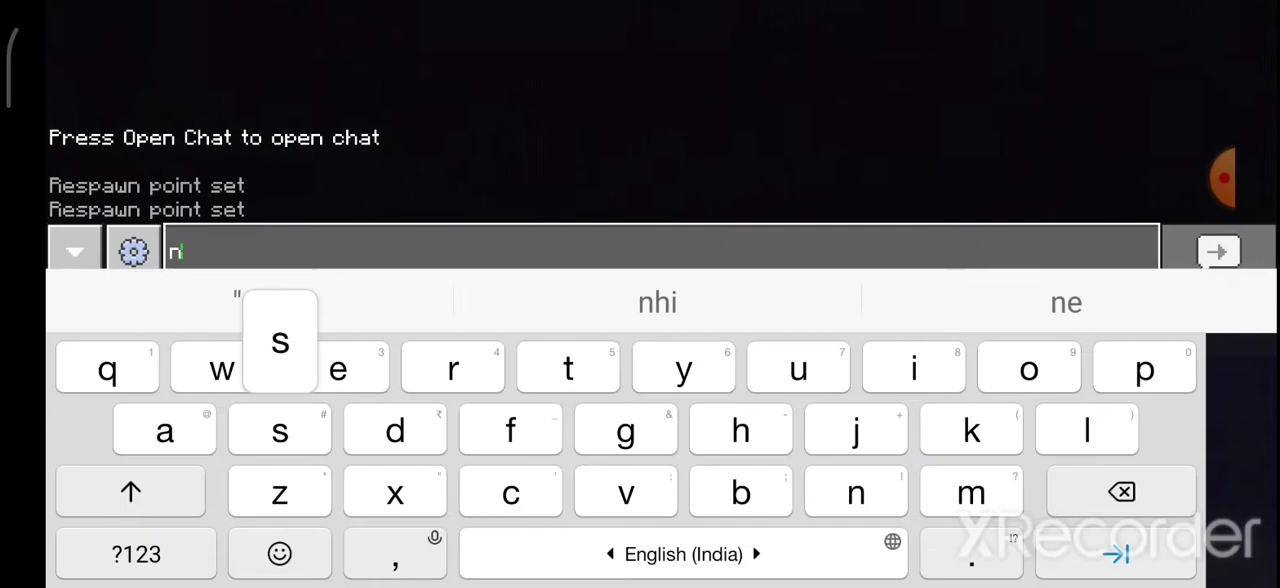 Press Open Chat to open chat
Respawn point set
Respawn point set
n
" nhi ne
s
q 1 w e 3 r 4 t 5 y 6 u 7 i 8 o 9 p 0
a @ s # d ₹ f _ g & h - j + k ( l )
z * x " c ' v : b ; n ! m ?
?123 , English (India) . !?
XRecorder